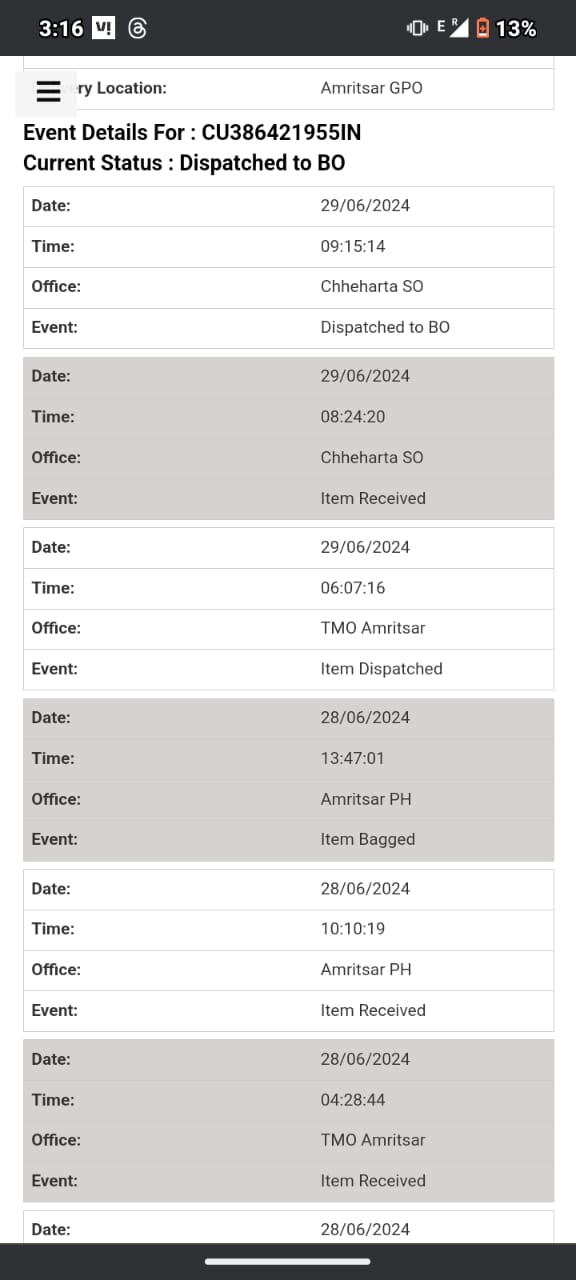 3:16 V! E R 13%
ry Location: Amritsar GPO
Event Details For : CU386421955IN
Current Status : Dispatched to BO
Date: 29/06/2024
Time: 09:15:14
Office: Chheharta SO
Event: Dispatched to BO
Date: 29/06/2024
Time: 08:24:20
Office: Chheharta SO
Event: Item Received
Date: 29/06/2024
Time: 06:07:16
Office: TMO Amritsar
Event: Item Dispatched
Date: 28/06/2024
Time: 13:47:01
Office: Amritsar PH
Event: Item Bagged
Date: 28/06/2024
Time: 10:10:19
Office: Amritsar PH
Event: Item Received
Date: 28/06/2024
Time: 04:28:44
Office: TMO Amritsar
Event: Item Received
Date: 28/06/2024